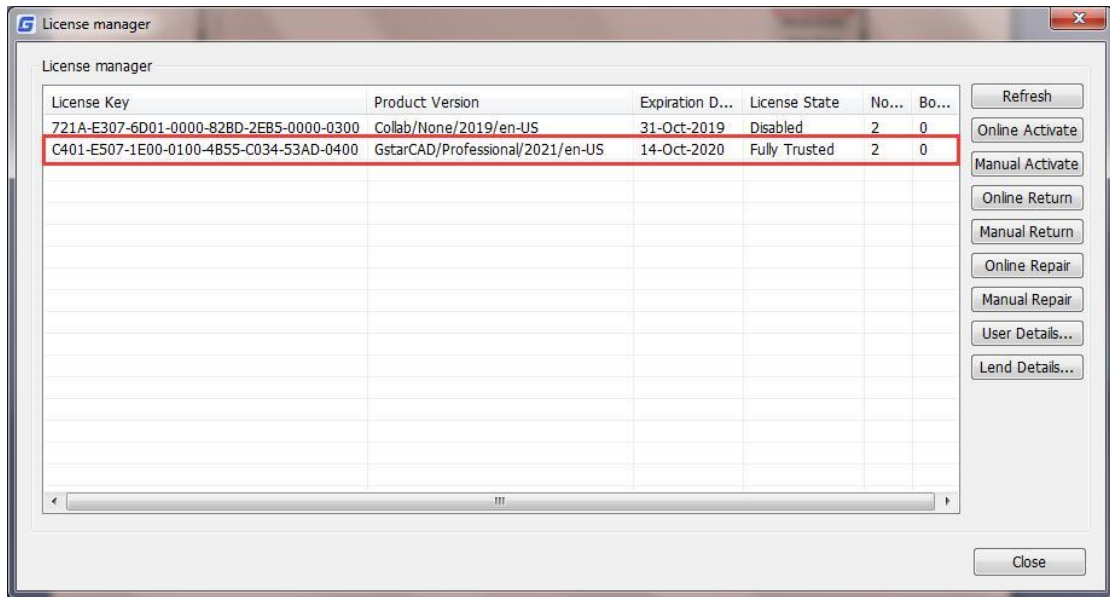 License manager
License manager
License Key Product Version Expiration D... License State No... Bo...
721A-E307-6D01-0000-82BD-2EB5-0000-0300 Collab/None/2019/en-US 31-Oct-2019 Disabled 2 0
C401-E507-1E00-0100-4B55-C034-53AD-0400 GstarCAD/Professional/2021/en-US 14-Oct-2020 Fully Trusted 2 0
Refresh
Online Activate
Manual Activate
Online Return
Manual Return
Online Repair
Manual Repair
User Details...
Lend Details...
Close